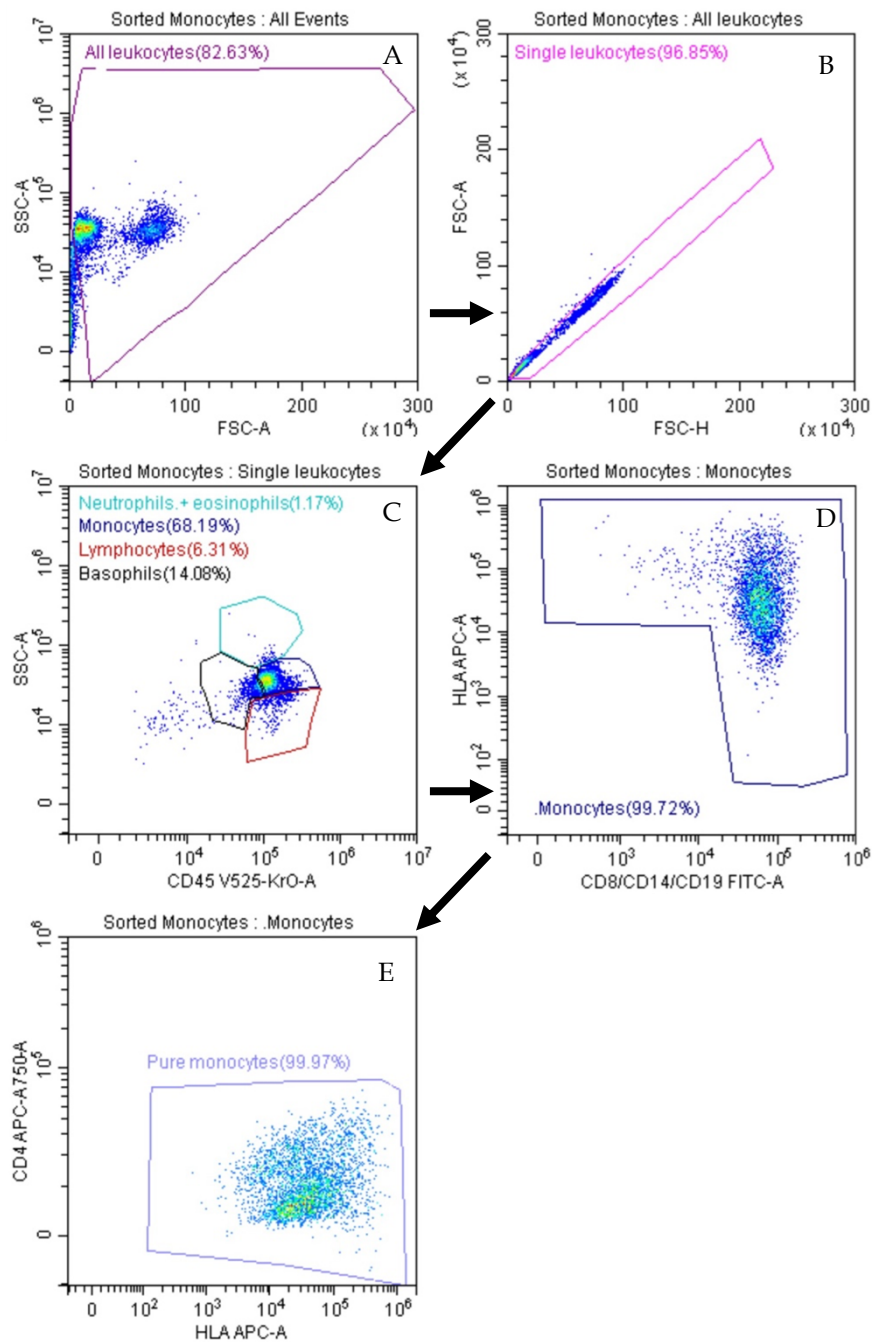 Sorted Monocytes : All Events
A
All leukocytes(82.63%)
SSC-A
10^7
10^6
10^5
10^4
0
0
100
200
300
FSC-A
(x 10^4)
Sorted Monocytes : All leukocytes
B
Single leukocytes(96.85%)
(x 10^4)
FSC-A
300
200
100
0
0
100
200
300
FSC-H
(x 10^4)
Sorted Monocytes : Single leukocytes
C
Neutrophils.+ eosinophils(1.17%)
Monocytes(68.19%)
Lymphocytes(6.31%)
Basophils(14.08%)
SSC-A
10^7
10^6
10^5
10^4
0
0
10^4
10^5
10^6
10^7
CD45 V525-KrO-A
Sorted Monocytes : Monocytes
D
HLAAPC-A
10^6
10^5
10^4
10^3
10^2
0
.Monocytes(99.72%)
0
10^3
10^4
10^5
10^6
CD8/CD14/CD19 FITC-A
Sorted Monocytes : .Monocytes
E
Pure monocytes(99.97%)
CD4 APC-A750-A
10^6
10^5
0
0
10^2
10^3
10^4
10^5
10^6
HLA APC-A